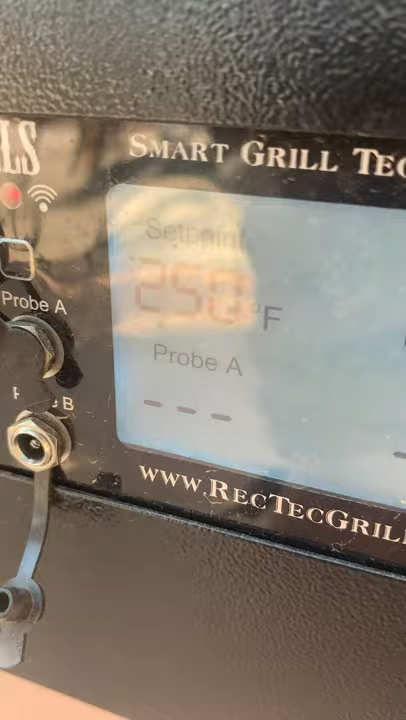 LS
SMART GRILL TEC
Setpoint
250°F
Probe A
Probe A
B
- - -
WWW.RECTECGRILL